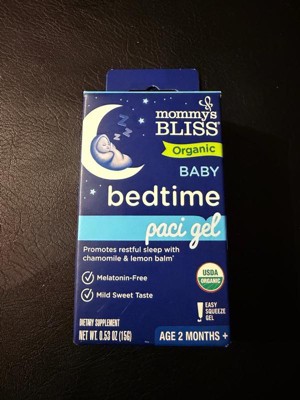 mommy's
BLISS®
Organic
BABY
bedtime
paci gel
Promotes restful sleep with
chamomile & lemon balm*
Melatonin-Free
Mild Sweet Taste
USDA
ORGANIC
EASY
SQUEEZE
GEL
DIETARY SUPPLEMENT
NET WT. 0.53 OZ (15G)
AGE 2 MONTHS +